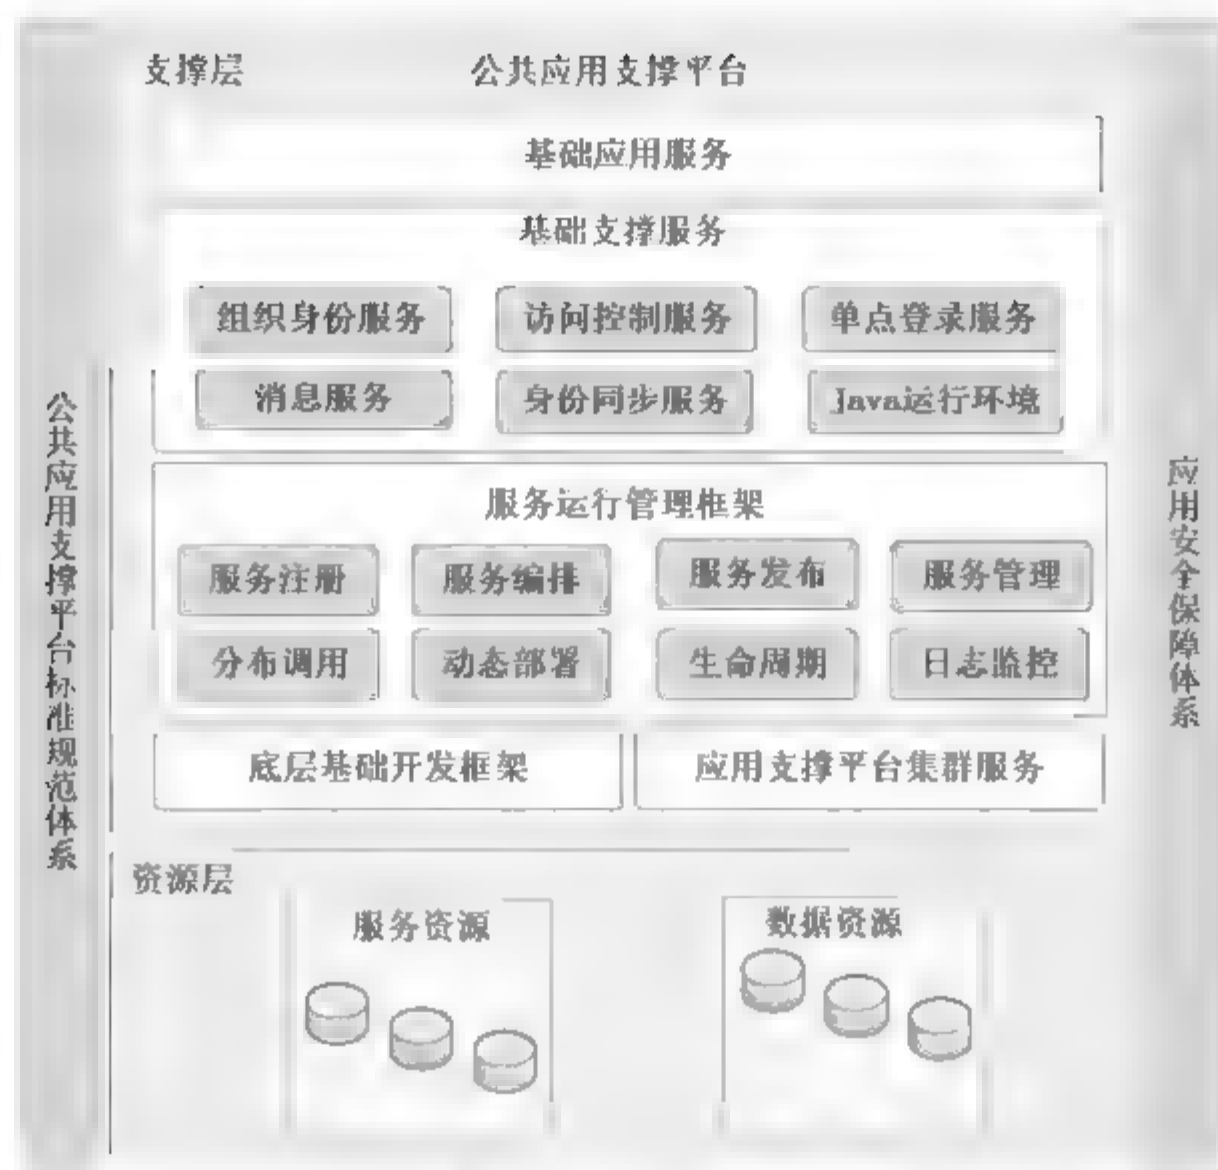 支撑层
公共应用支撑平台
基础应用服务
基础支撑服务
组织身份服务
访问控制服务
单点登录服务
消息服务
身份同步服务
Java运行环境
服务运行管理框架
服务注册
服务编排
服务发布
服务管理
分布调用
动态部署
生命周期
日志监控
底层基础开发框架
应用支撑平台集群服务
资源层
服务资源
数据资源
公共应用支撑平台标准规范体系
应用安全保障体系